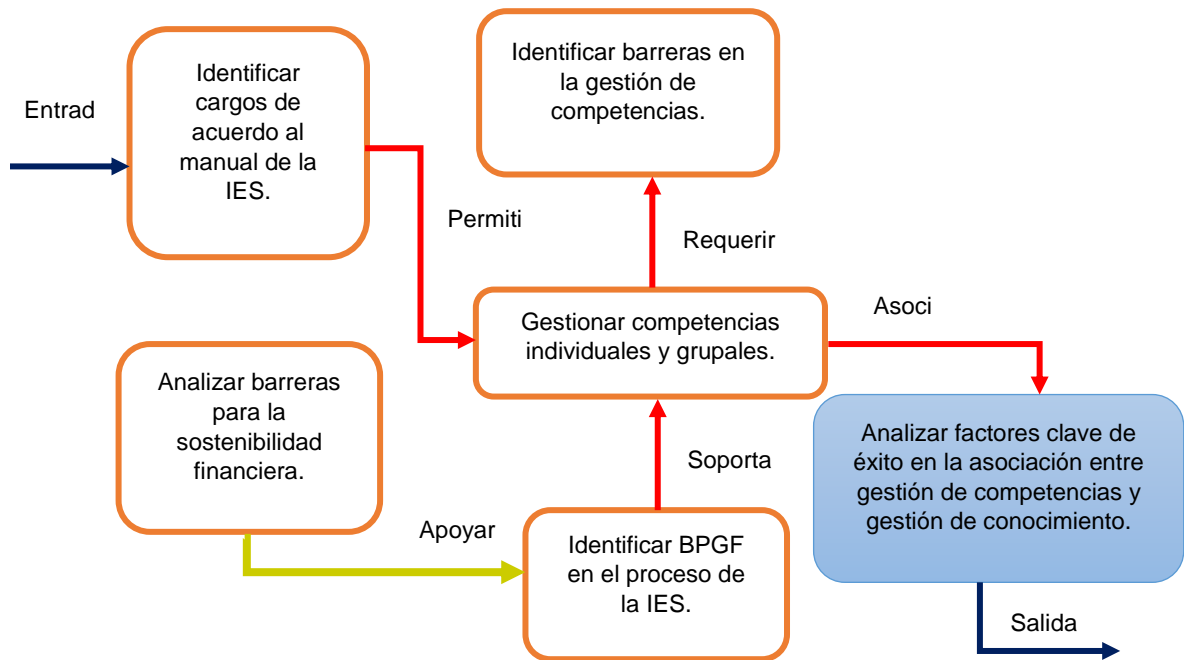 Entrad
Identificar
cargos de
acuerdo al
manual de la
IES.
Identificar barreras en
la gestión de
competencias.
Permiti
Requerir
Gestionar competencias
individuales y grupales.
Asoci
Analizar barreras
para la
sostenibilidad
financiera.
Soporta
Analizar factores clave de
éxito en la asociación entre
gestión de competencias y
gestión de conocimiento.
Apoyar
Identificar BPGF
en el proceso de
la IES.
Salida